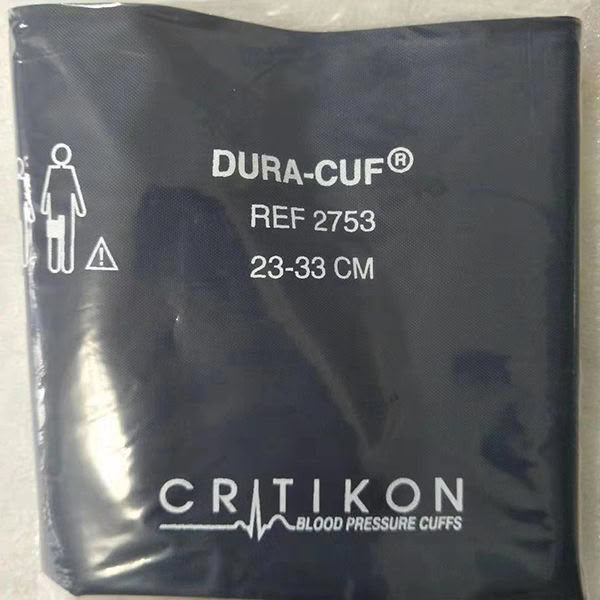 DURA-CUF®
REF 2753
23-33 CM
CRITIKON
BLOOD PRESSURE CUFFS